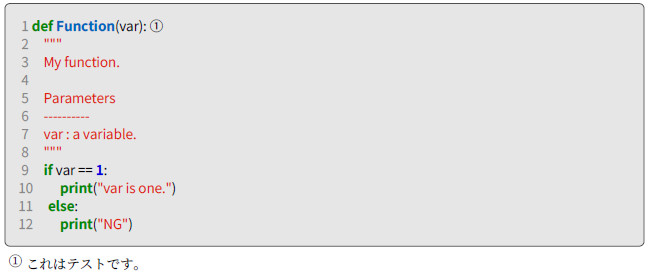 1 def Function(var): ①
2 """
3 My function.
4
5 Parameters
6 ----------
7 var : a variable.
8 """
9 if var == 1:
10 print("var is one.")
11 else:
12 print("NG")
① これはテストです。